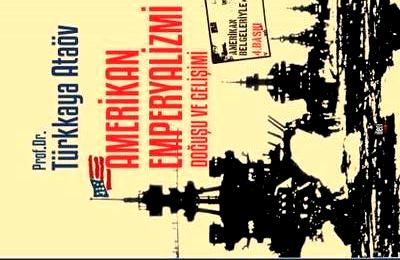 Prof. Dr.
Türkkaya Ataöv
AMERİKAN
EMPERYALİZMİ
DOĞUŞU VE GELİŞİMİ
AMERİKAN
BELGELERİYLE
4.BASKI